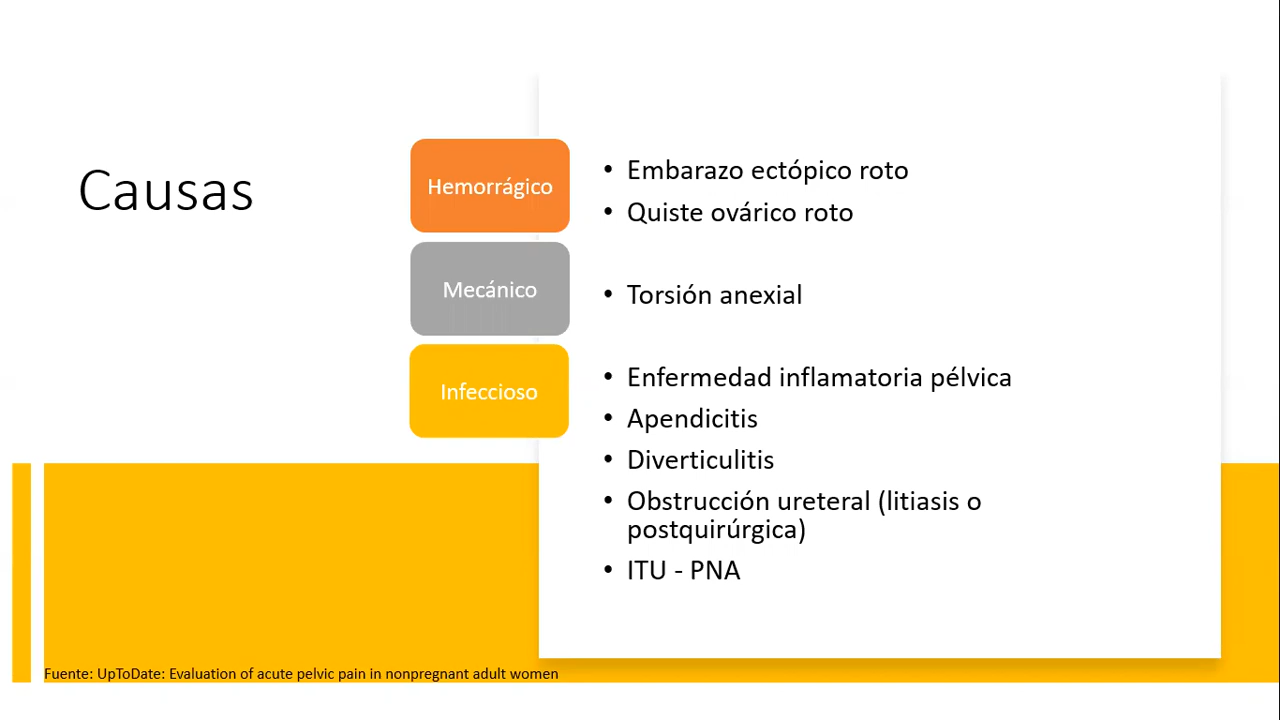 Causas
Hemorrágico
• Embarazo ectópico roto
• Quiste ovárico roto
Mecánico
• Torsión anexial
Infeccioso
• Enfermedad inflamatoria pélvica
• Apendicitis
• Diverticulitis
• Obstrucción ureteral (litiasis o
postquirúrgica)
• ITU - PNA
Fuente: UpToDate: Evaluation of acute pelvic pain in nonpregnant adult women